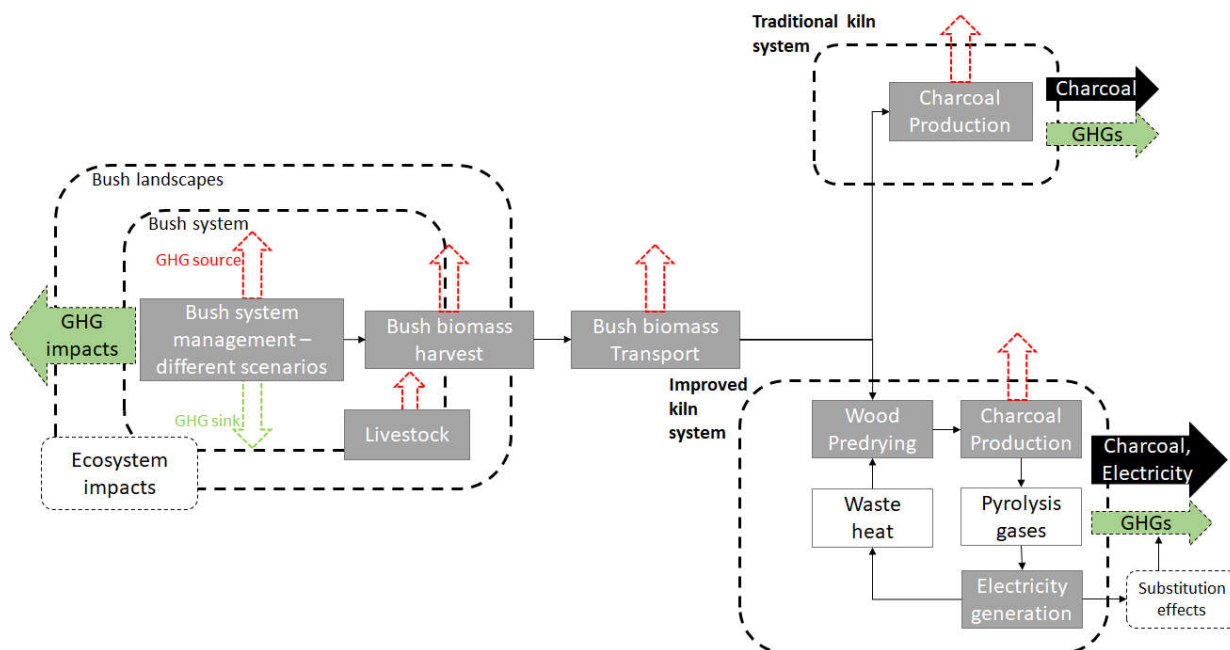 Traditional kiln
system
Charcoal
Production
Charcoal
GHGs
Bush landscapes
Bush system
GHG source
GHG
impacts
Bush system
management –
different scenarios
Bush biomass
harvest
Bush biomass
Transport
GHG sink
Livestock
Ecosystem
impacts
Improved kiln
system
Wood
Predrying
Charcoal
Production
Charcoal,
Electricity
Waste
heat
Pyrolysis
gases
GHGs
Electricity
generation
Substitution
effects